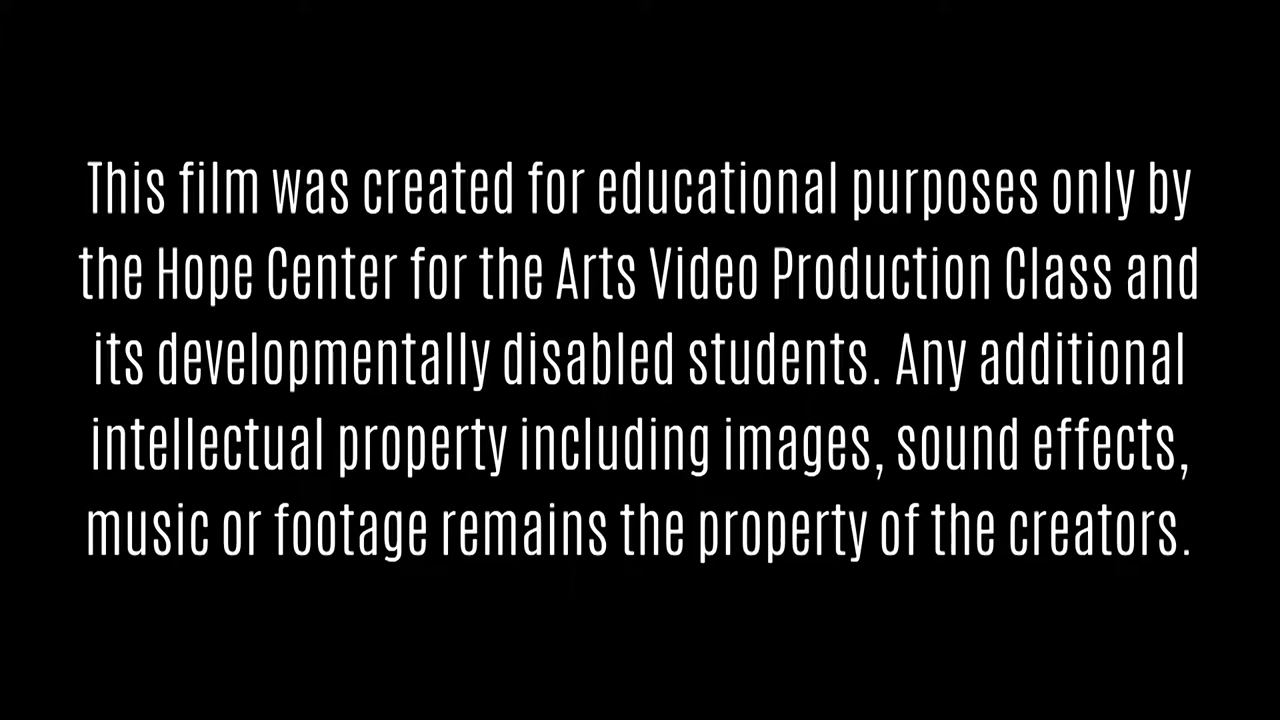 This film was created for educational purposes only by
the Hope Center for the Arts Video Production Class and
its developmentally disabled students. Any additional
intellectual property including images, sound effects,
music or footage remains the property of the creators.